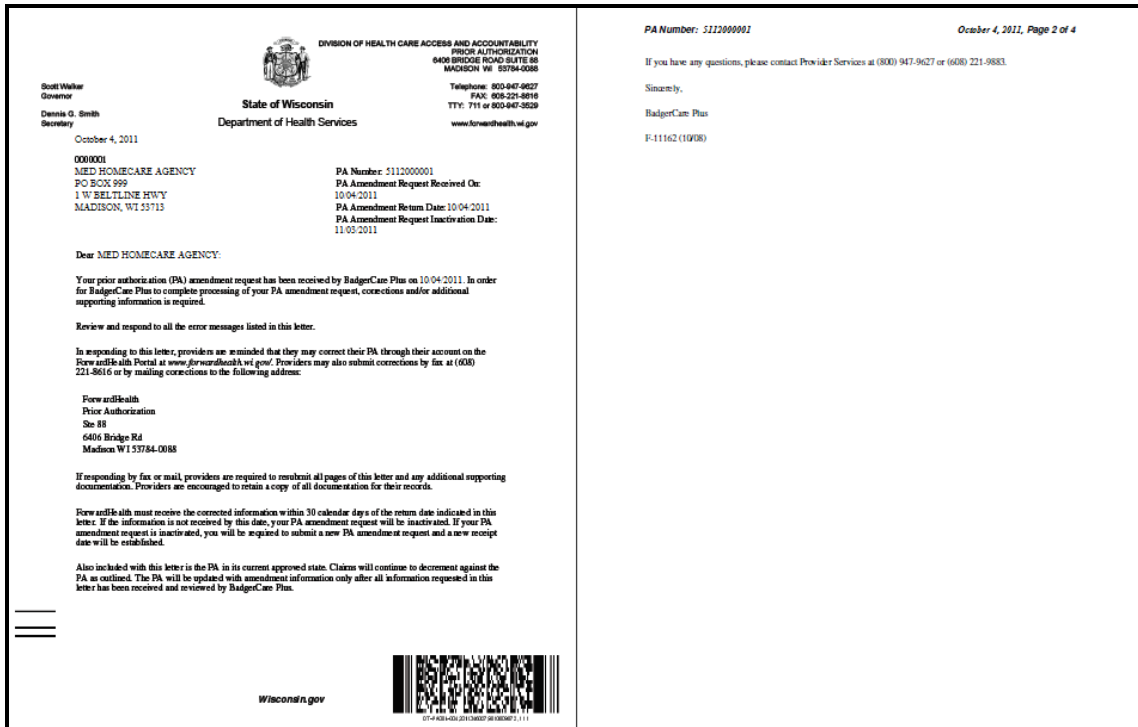 DIVISION OF HEALTH CARE ACCESS AND ACCOUNTABILITY
PRIOR AUTHORIZATION
6406 BRIDGE ROAD SUITE 88
MADISON WI 53784-0088
Scott Walker
Governor
Dennis G. Smith
Secretary
State of Wisconsin
Department of Health Services
Telephone: 800-947-9627
FAX: 608-221-8616
TTY: 711 or 800-947-3529
www.forwardhealth.wi.gov
October 4, 2011
0000001
MED HOMECARE AGENCY
PO BOX 999
1 W BELTLINE HWY
MADISON, WI 53713
PA Number: 5112000001
PA Amendment Request Received On:
10/04/2011
PA Amendment Return Date: 10/04/2011
PA Amendment Request Inactivation Date:
11/03/2011
Dear MED HOMECARE AGENCY:
Your prior authorization (PA) amendment request has been received by BadgerCare Plus on 10/04/2011. In order
for BadgerCare Plus to complete processing of your PA amendment request, corrections and/or additional
supporting information is required.
Review and respond to all the error messages listed in this letter.
In responding to this letter, providers are reminded that they may correct their PA through their account on the
ForwardHealth Portal at www.forwardhealth.wi.gov/. Providers may also submit corrections by fax at (608)
221-8616 or by mailing corrections to the following address:
ForwardHealth
Prior Authorization
Ste 88
6406 Bridge Rd
Madison WI 53784-0088
If responding by fax or mail, providers are required to resubmit all pages of this letter and any additional supporting
documentation. Providers are encouraged to retain a copy of all documentation for their records.
ForwardHealth must receive the corrected information within 30 calendar days of the return date indicated in this
letter. If the information is not received by this date, your PA amendment request will be inactivated. If your PA
amendment request is inactivated, you will be required to submit a new PA amendment request and a new receipt
date will be established.
Also included with this letter is the PA in its current approved state. Claims will continue to decrement against the
PA as outlined. The PA will be updated with amendment information only after all information requested in this
letter has been received and reviewed by BadgerCare Plus.
Wisconsin.gov
PA Number: 5112000001
October 4, 2011, Page 2 of 4
If you have any questions, please contact Provider Services at (800) 947-9627 or (608) 221-9883.
Sincerely,
BadgerCare Plus
F-11162 (10/08)